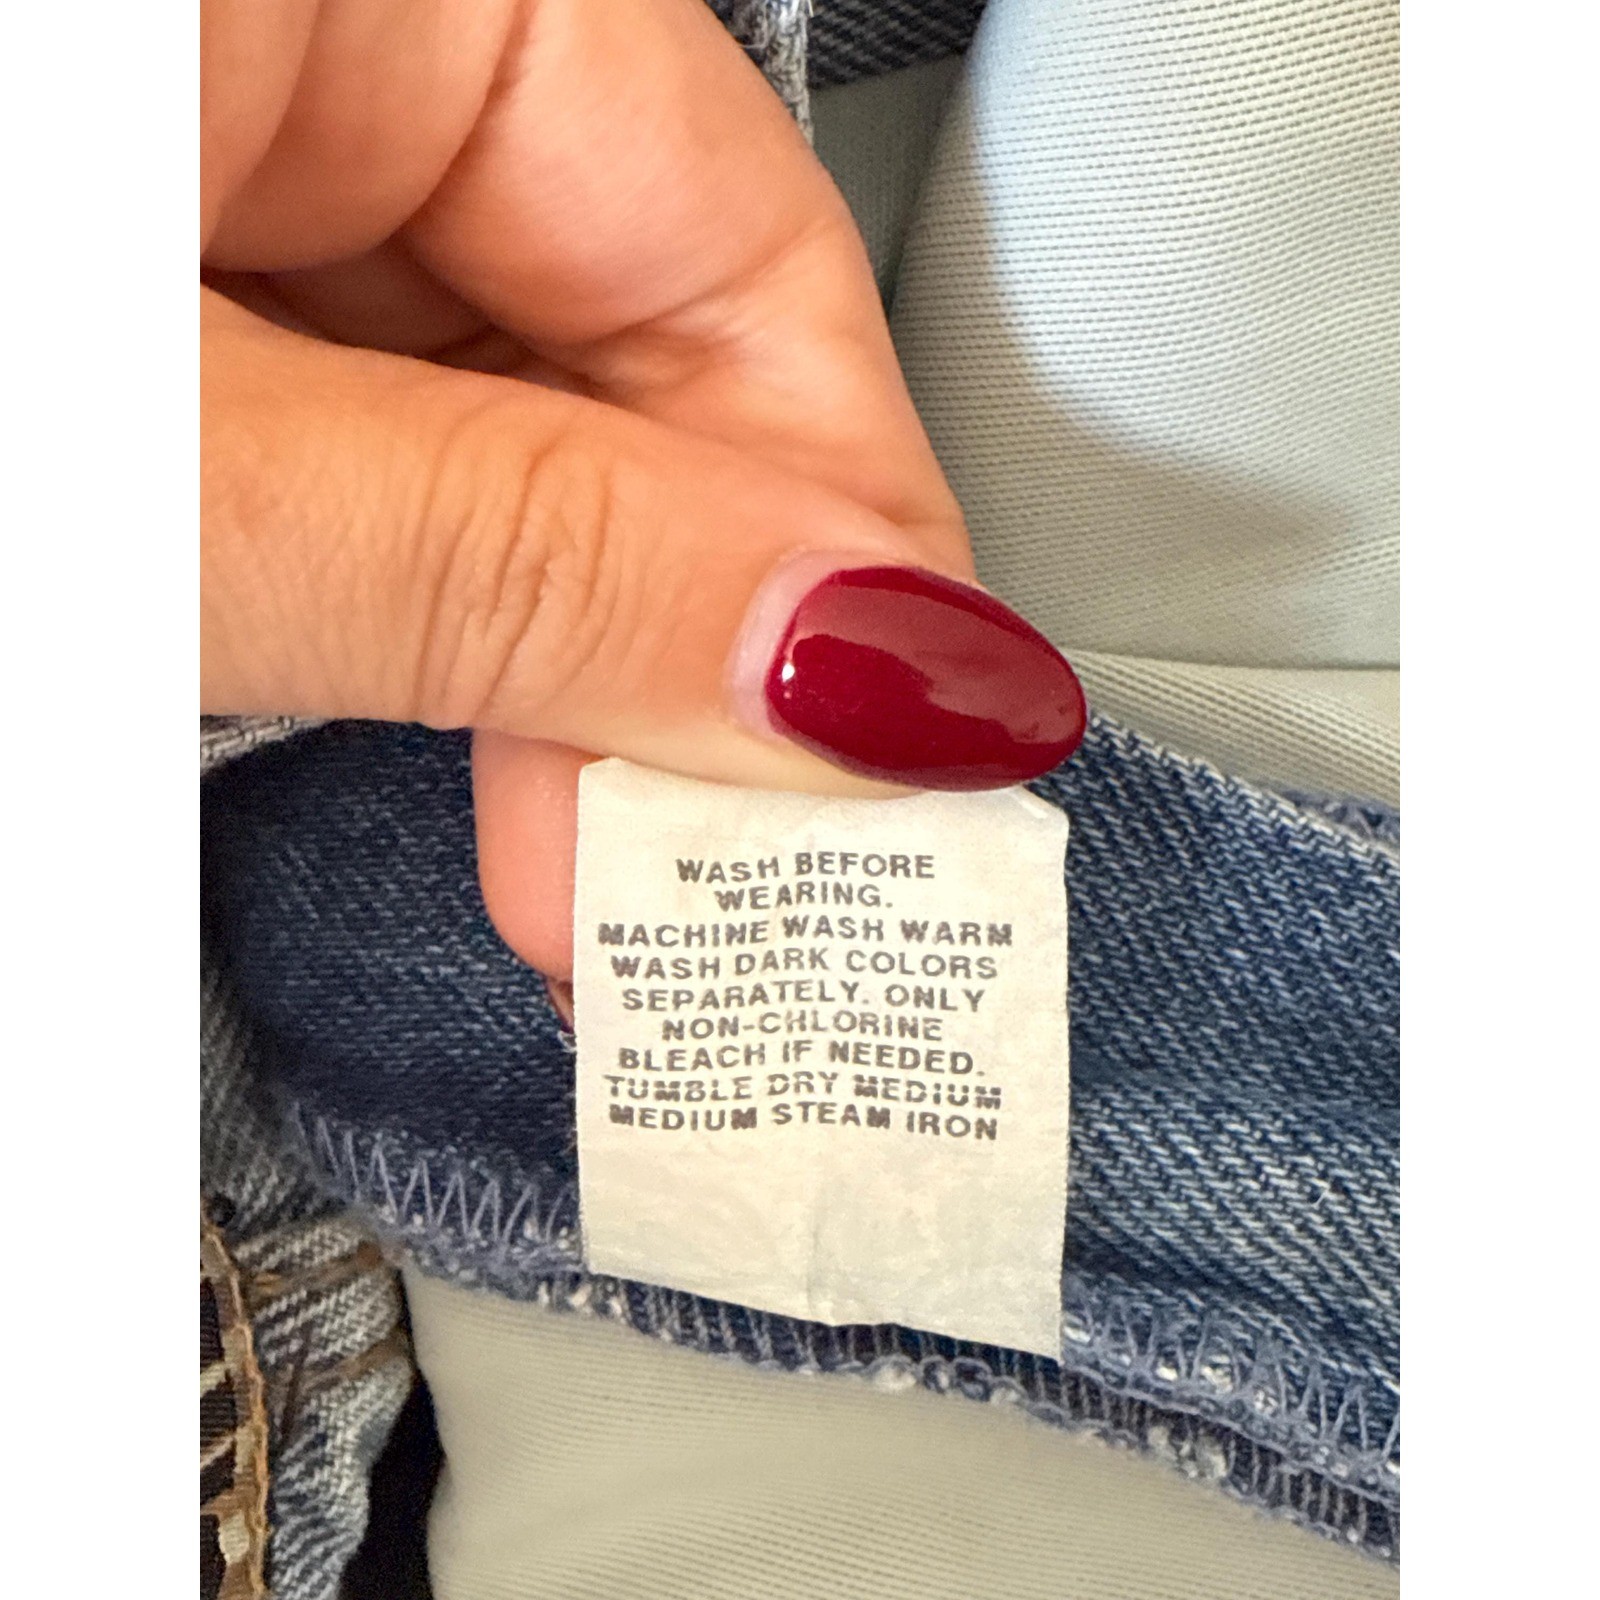 WASH BEFORE
WEARING.
MACHINE WASH WARM
WASH DARK COLORS
SEPARATELY. ONLY
NON-CHLORINE
BLEACH IF NEEDED.
TUMBLE DRY MEDIUM
MEDIUM STEAM IRON